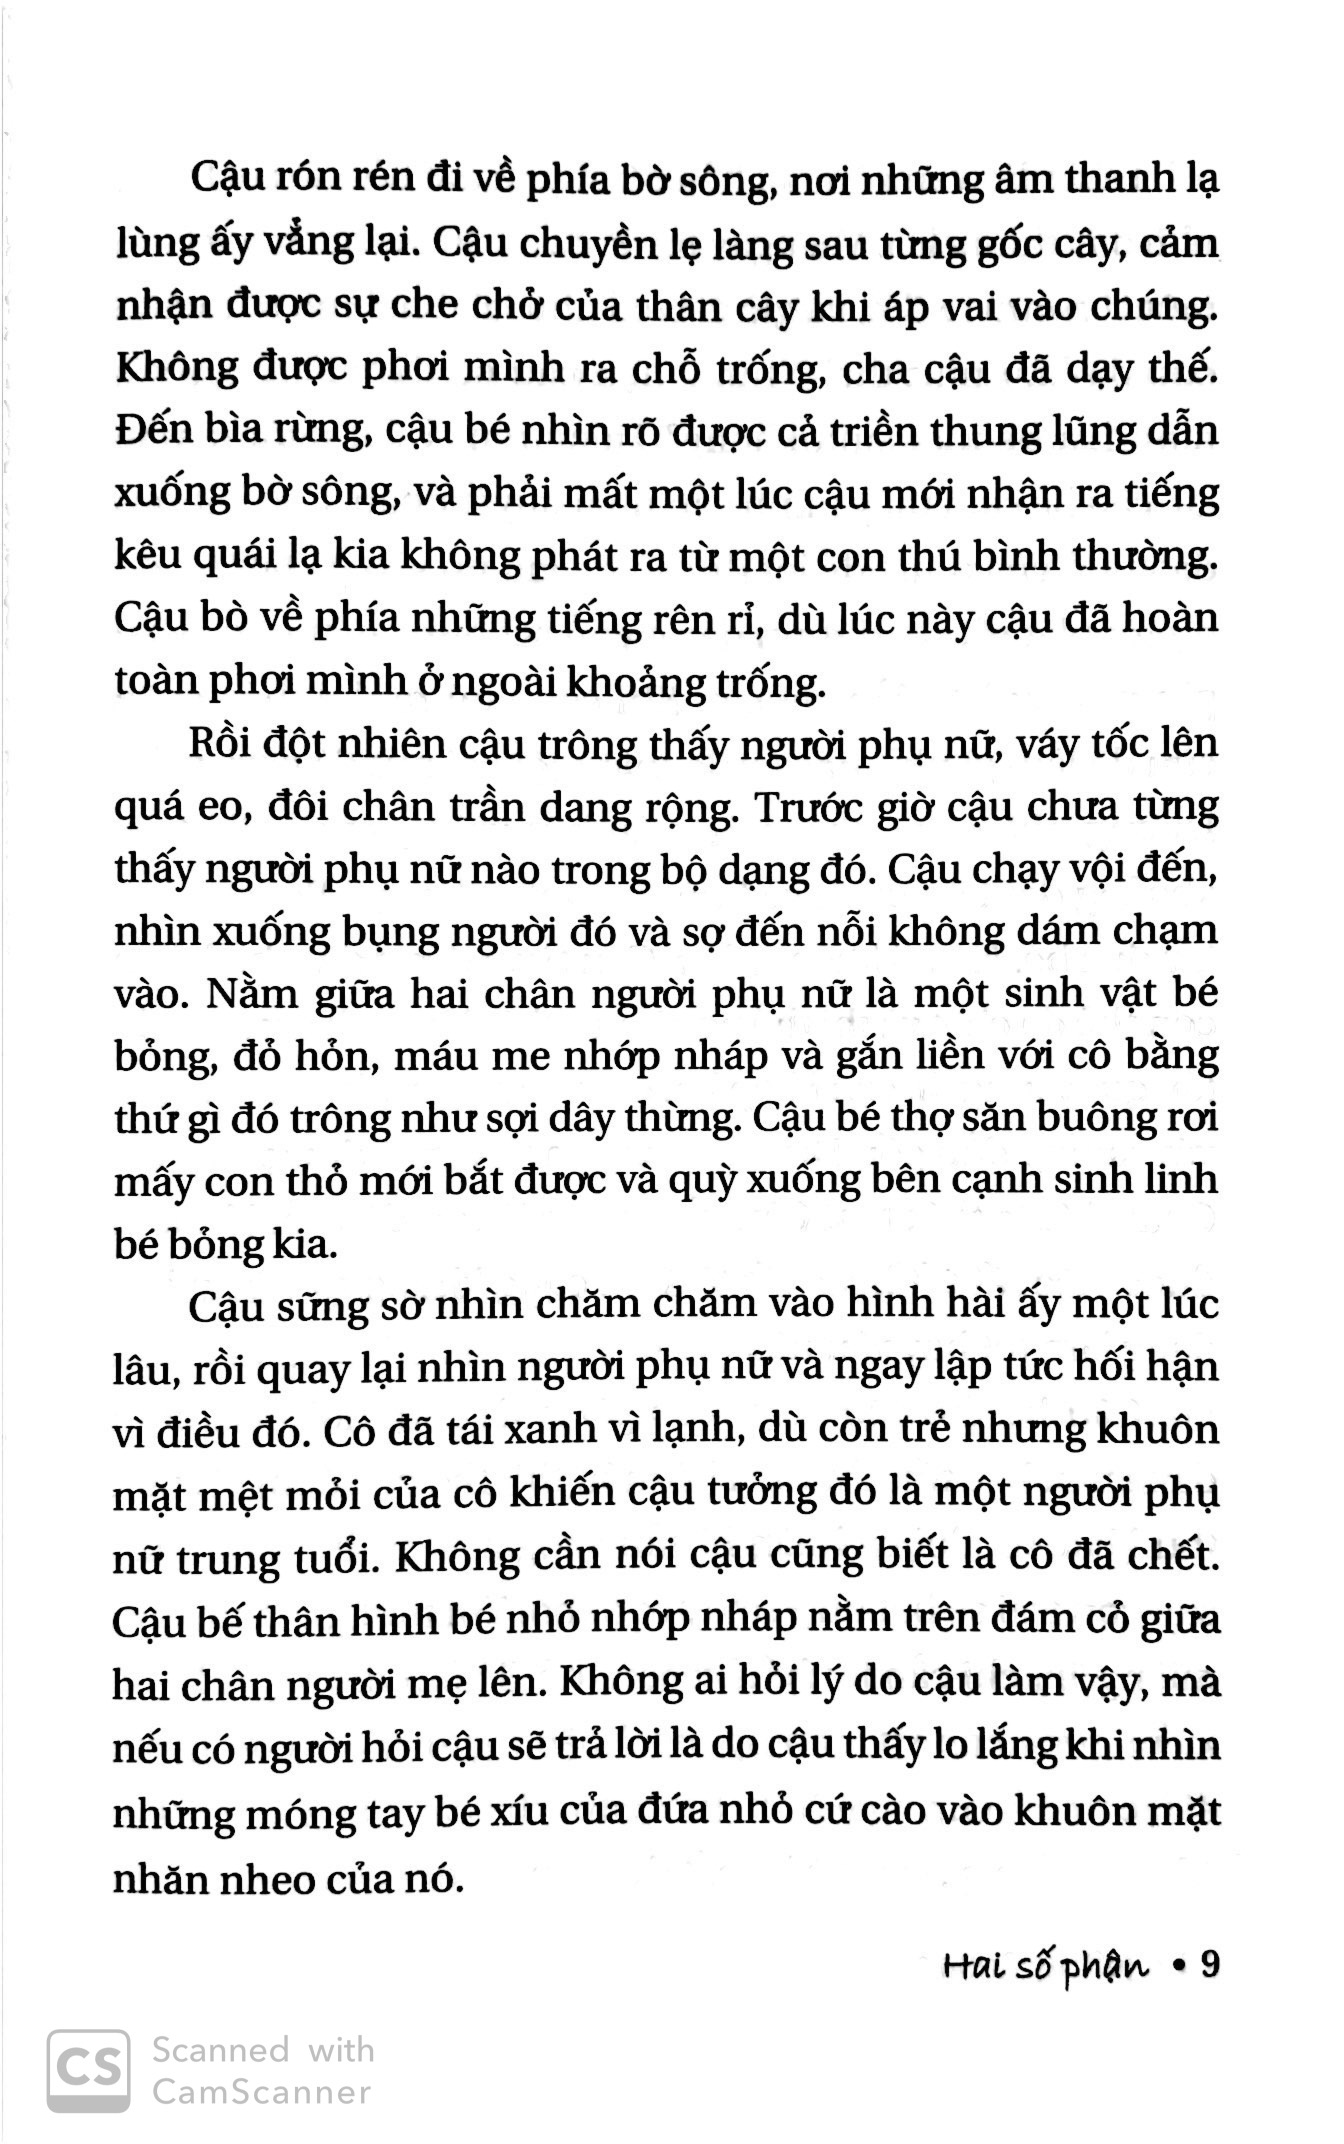 Cậu rón rén đi về phía bờ sông, nơi những âm thanh lạ
lùng ấy vẳng lại. Cậu chuyền lẹ làng sau từng gốc cây, cảm
nhận được sự che chở của thân cây khi áp vai vào chúng.
Không được phơi mình ra chỗ trống, cha cậu đã dạy thế.
Đến bìa rừng, cậu bé nhìn rõ được cả triền thung lũng dẫn
xuống bờ sông, và phải mất một lúc cậu mới nhận ra tiếng
kêu quái lạ kia không phát ra từ một con thú bình thường.
Cậu bò về phía những tiếng rên rỉ, dù lúc này cậu đã hoàn
toàn phơi mình ở ngoài khoảng trống.
Rồi đột nhiên cậu trông thấy người phụ nữ, váy tốc lên
quá eo, đôi chân trần dang rộng. Trước giờ cậu chưa từng
thấy người phụ nữ nào trong bộ dạng đó. Cậu chạy vội đến,
nhìn xuống bụng người đó và sợ đến nỗi không dám chạm
vào. Nằm giữa hai chân người phụ nữ là một sinh vật bé
bỏng, đỏ hỏn, máu me nhớp nháp và gắn liền với cô bằng
thứ gì đó trông như sợi dây thừng. Cậu bé thợ săn buông rơi
mấy con thỏ mới bắt được và quỳ xuống bên cạnh sinh linh
bé bỏng kia.
Cậu sững sờ nhìn chăm chăm vào hình hài ấy một lúc
lâu, rồi quay lại nhìn người phụ nữ và ngay lập tức hối hận
vì điều đó. Cô đã tái xanh vì lạnh, dù còn trẻ nhưng khuôn
mặt mệt mỏi của cô khiến cậu tưởng đó là một người phụ
nữ trung tuổi. Không cần nói cậu cũng biết là cô đã chết.
Cậu bế thân hình bé nhỏ nhớp nháp nằm trên đám cỏ giữa
hai chân người mẹ lên. Không ai hỏi lý do cậu làm vậy, mà
nếu có người hỏi cậu sẽ trả lời là do cậu thấy lo lắng khi nhìn
những móng tay bé xíu của đứa nhỏ cứ cào vào khuôn mặt
nhăn nheo của nó.
Hai số phận • 9
CS Scanned with
CamScanner